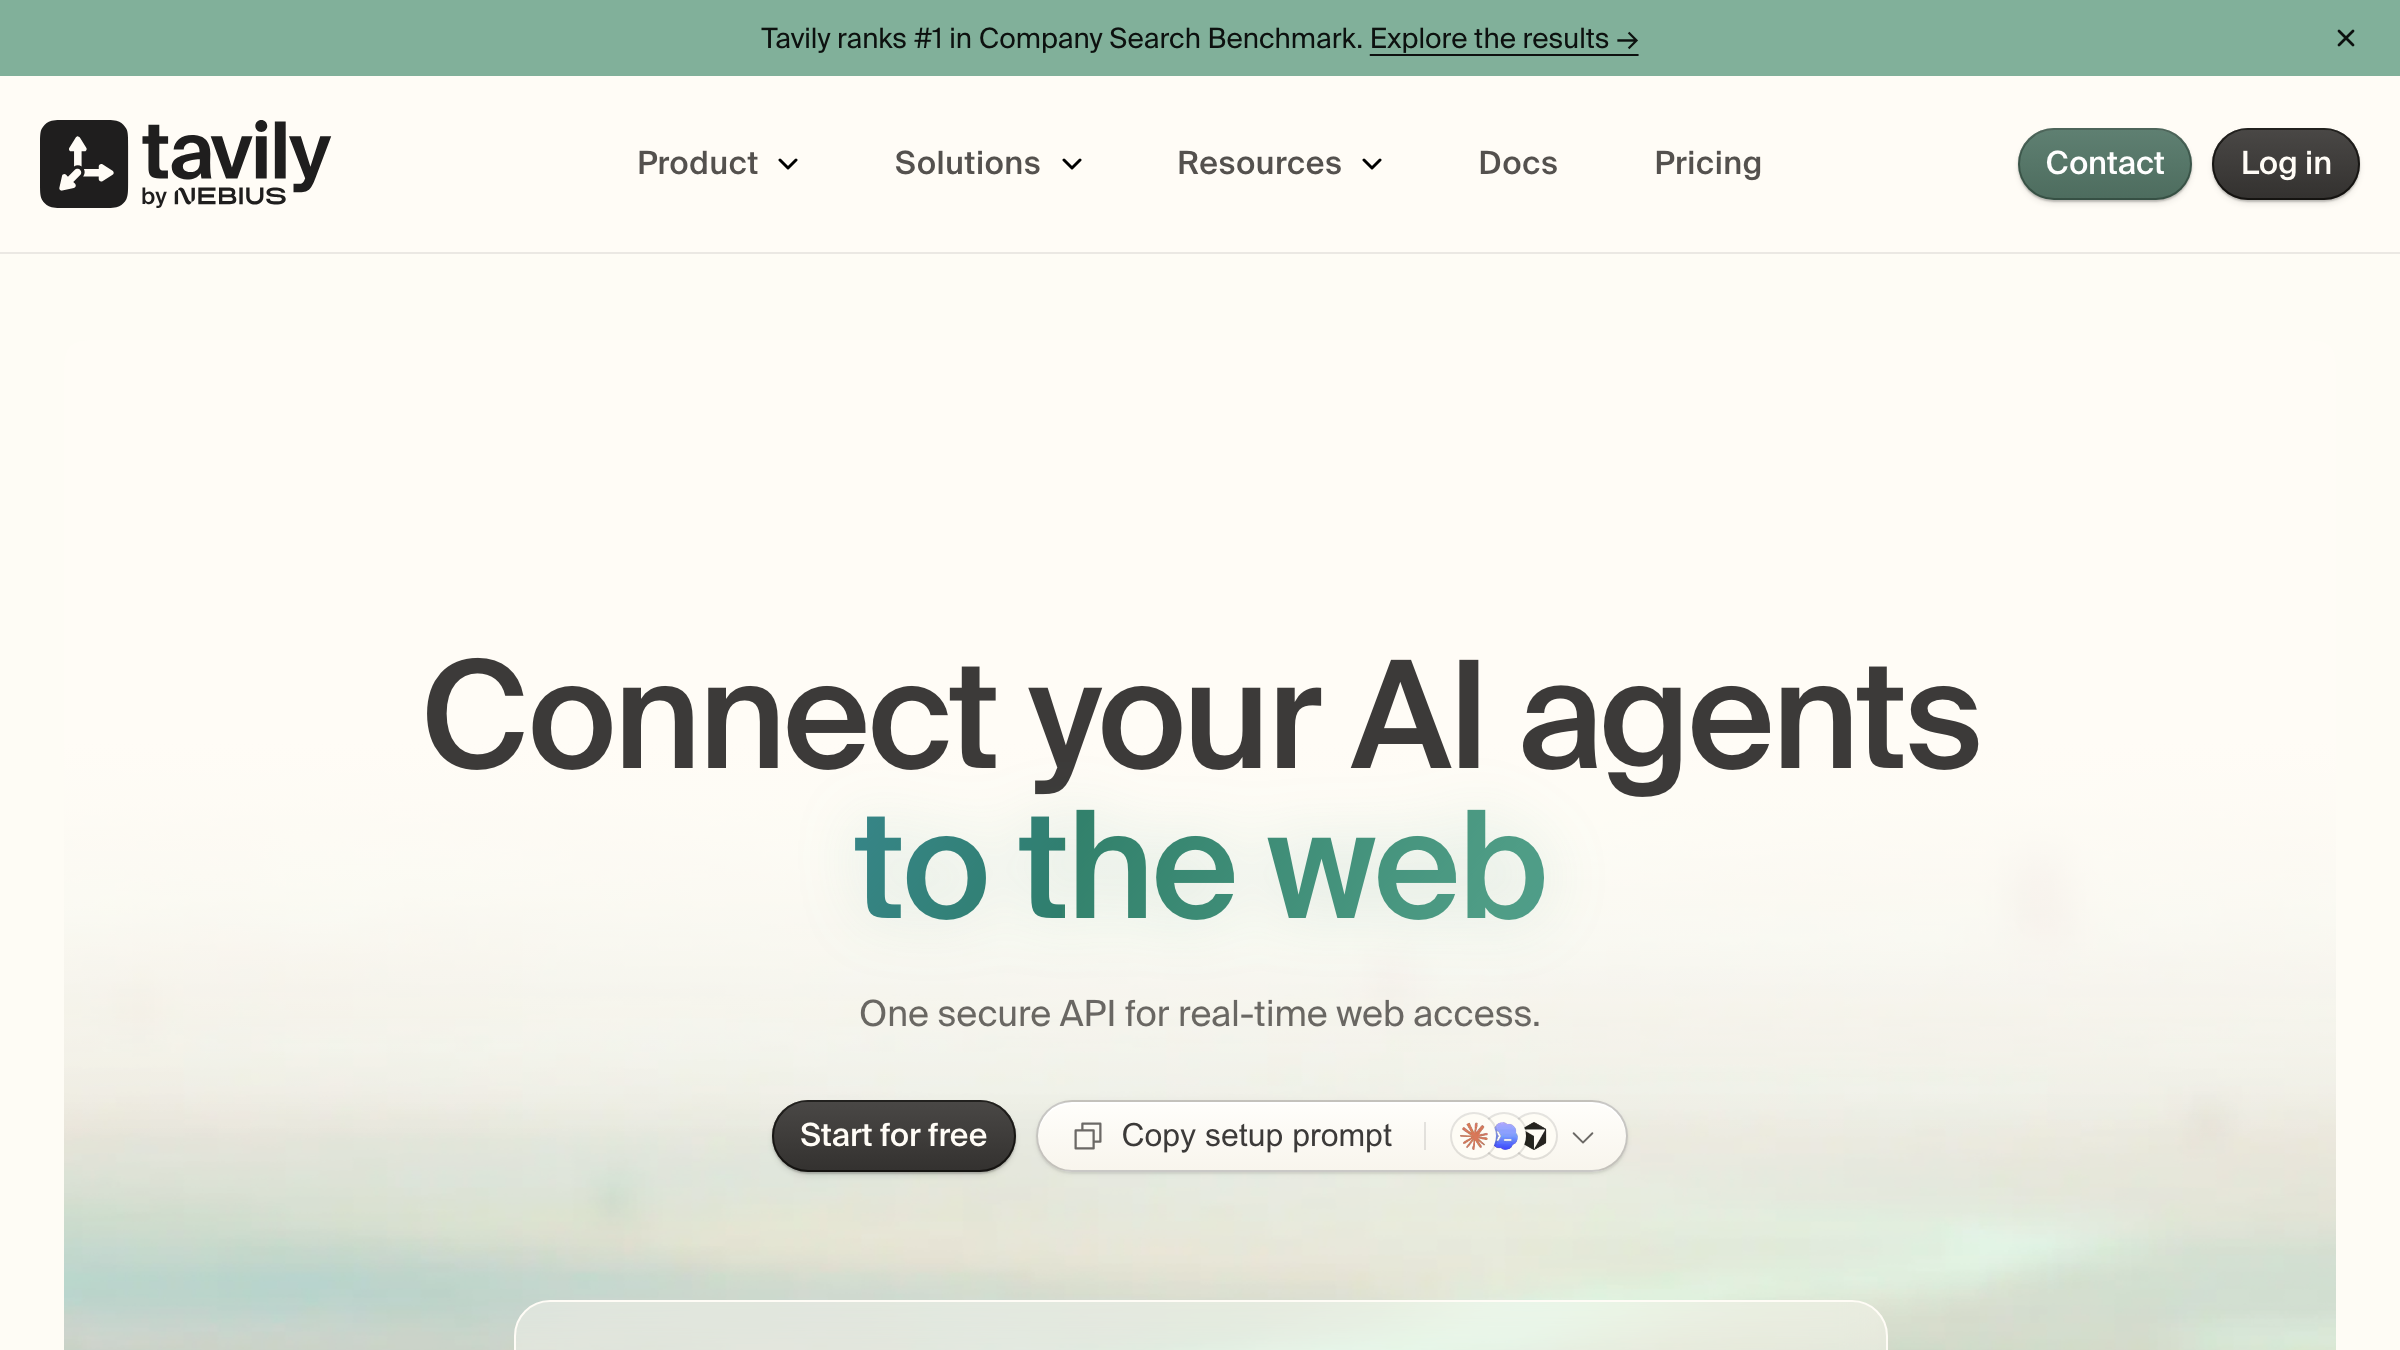 Tavily ranks #1 in Company Search Benchmark. Explore the results →
tavily
by NEBIUS
Product
Solutions
Resources
Docs
Pricing
Contact
Log in
Connect your AI agents
to the web
One secure API for real-time web access.
Start for free
Copy setup prompt